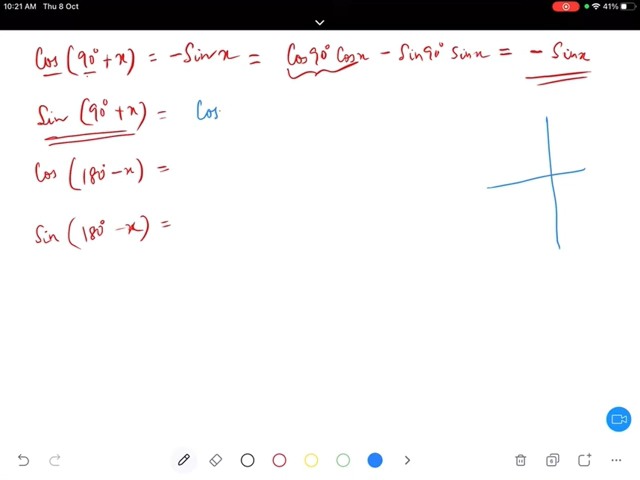 10:21 AM Thu 8 Oct 41%
Cos (90° + x) = - Sin x = Cos 90° Cos x - Sin 90° Sin x = - Sin x
Sin (90° + x) = Cos
Cos (180° - x) =
Sin (180° - x) =